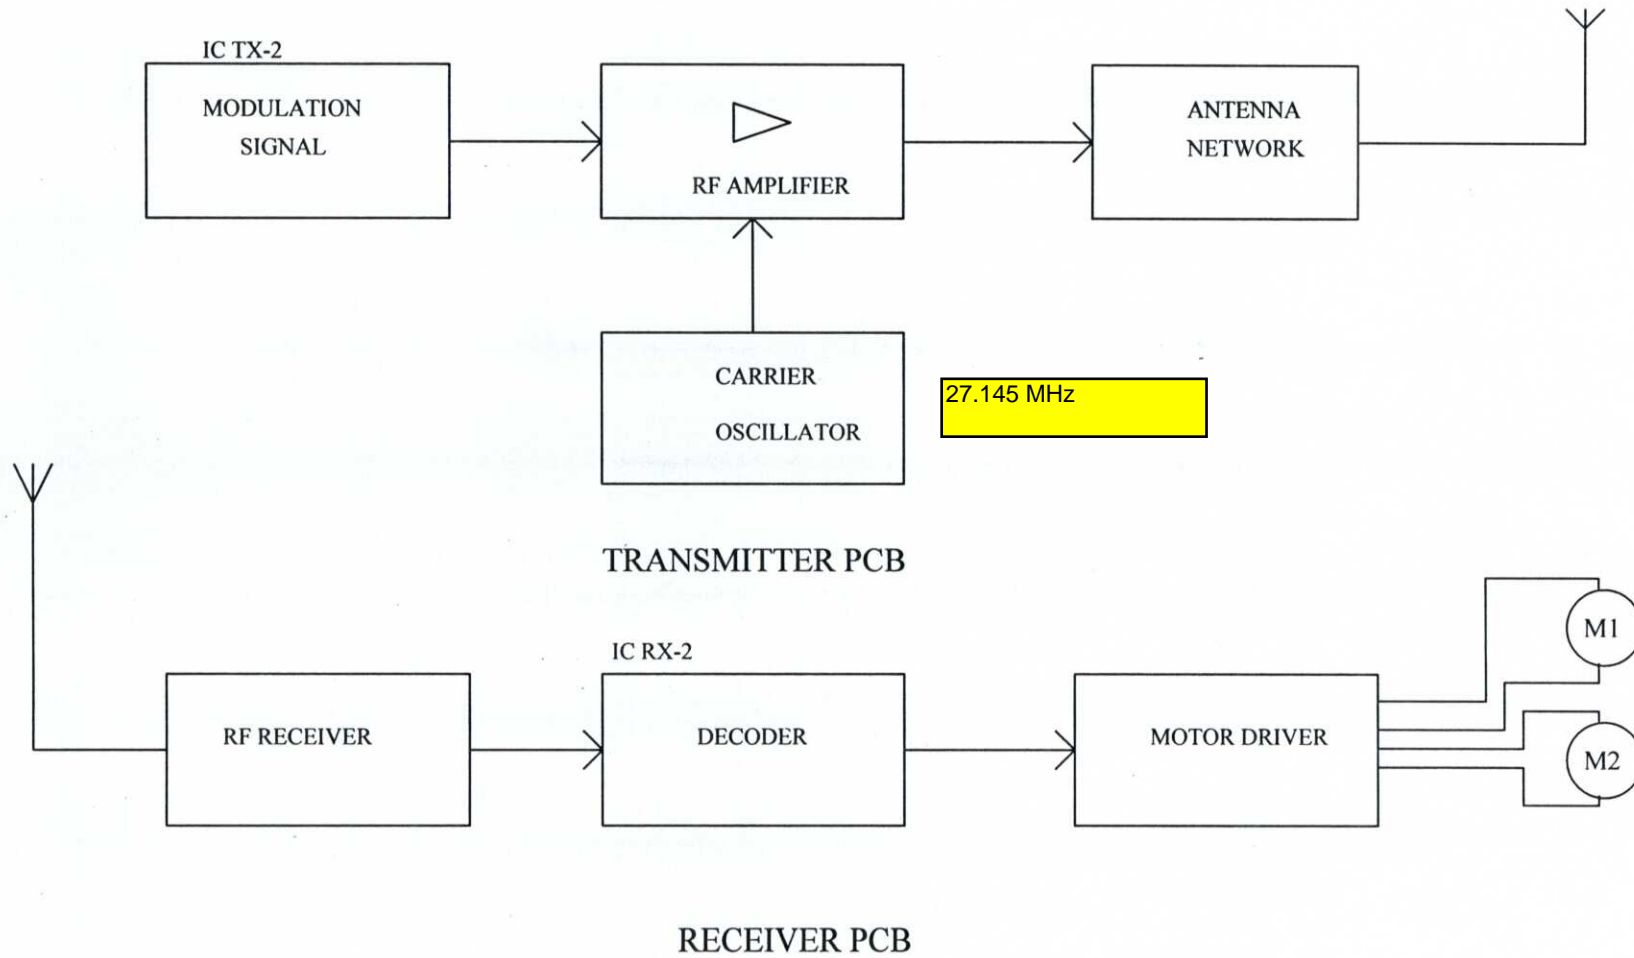 IC TX-2
MODULATION
SIGNAL
RF AMPLIFIER
ANTENNA
NETWORK
CARRIER
OSCILLATOR
27.145 MHz
TRANSMITTER PCB
IC RX-2
RF RECEIVER
DECODER
MOTOR DRIVER
M1
M2
RECEIVER PCB